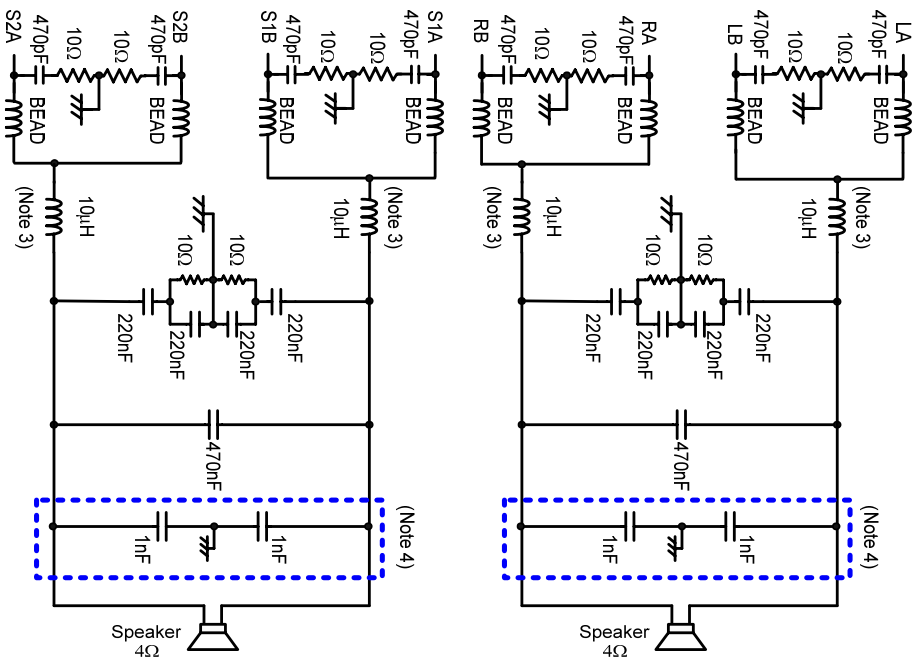 S2A
470pF
10Ω
10Ω
470pF
S2B
BEAD
BEAD
S1B
470pF
10Ω
10Ω
470pF
S1A
BEAD
BEAD
RB
470pF
10Ω
10Ω
470pF
RA
BEAD
BEAD
LB
470pF
10Ω
10Ω
470pF
LA
BEAD
BEAD
(Note 3)
10µH
10µH
(Note 3)
(Note 3)
10µH
10µH
(Note 3)
10Ω
10Ω
220nF
220nF
220nF
220nF
10Ω
10Ω
220nF
220nF
220nF
220nF
470nF
470nF
(Note 4)
1nF
1nF
(Note 4)
1nF
1nF
Speaker
4Ω
Speaker
4Ω